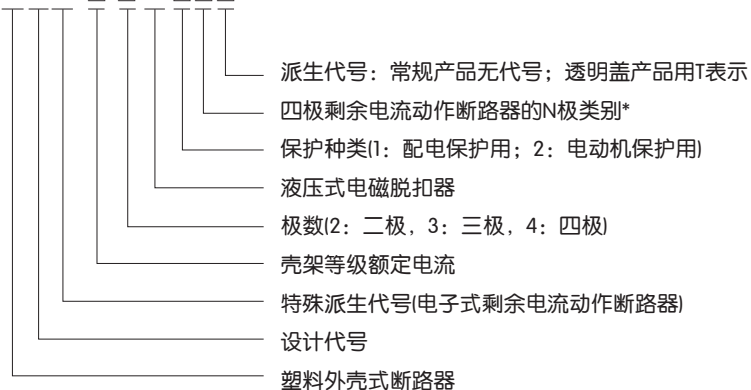 派生代号：常规产品无代号；透明盖产品用T表示
四极剩余电流动作断路器的N极类别*
保护种类(1：配电保护用；2：电动机保护用)
液压式电磁脱扣器
极数(2：二极，3：三极，4：四极)
壳架等级额定电流
特殊派生代号(电子式剩余电流动作断路器)
设计代号
塑料外壳式断路器